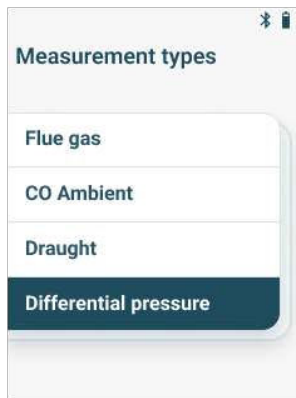 Measurement types
Flue gas
CO Ambient
Draught
Differential pressure